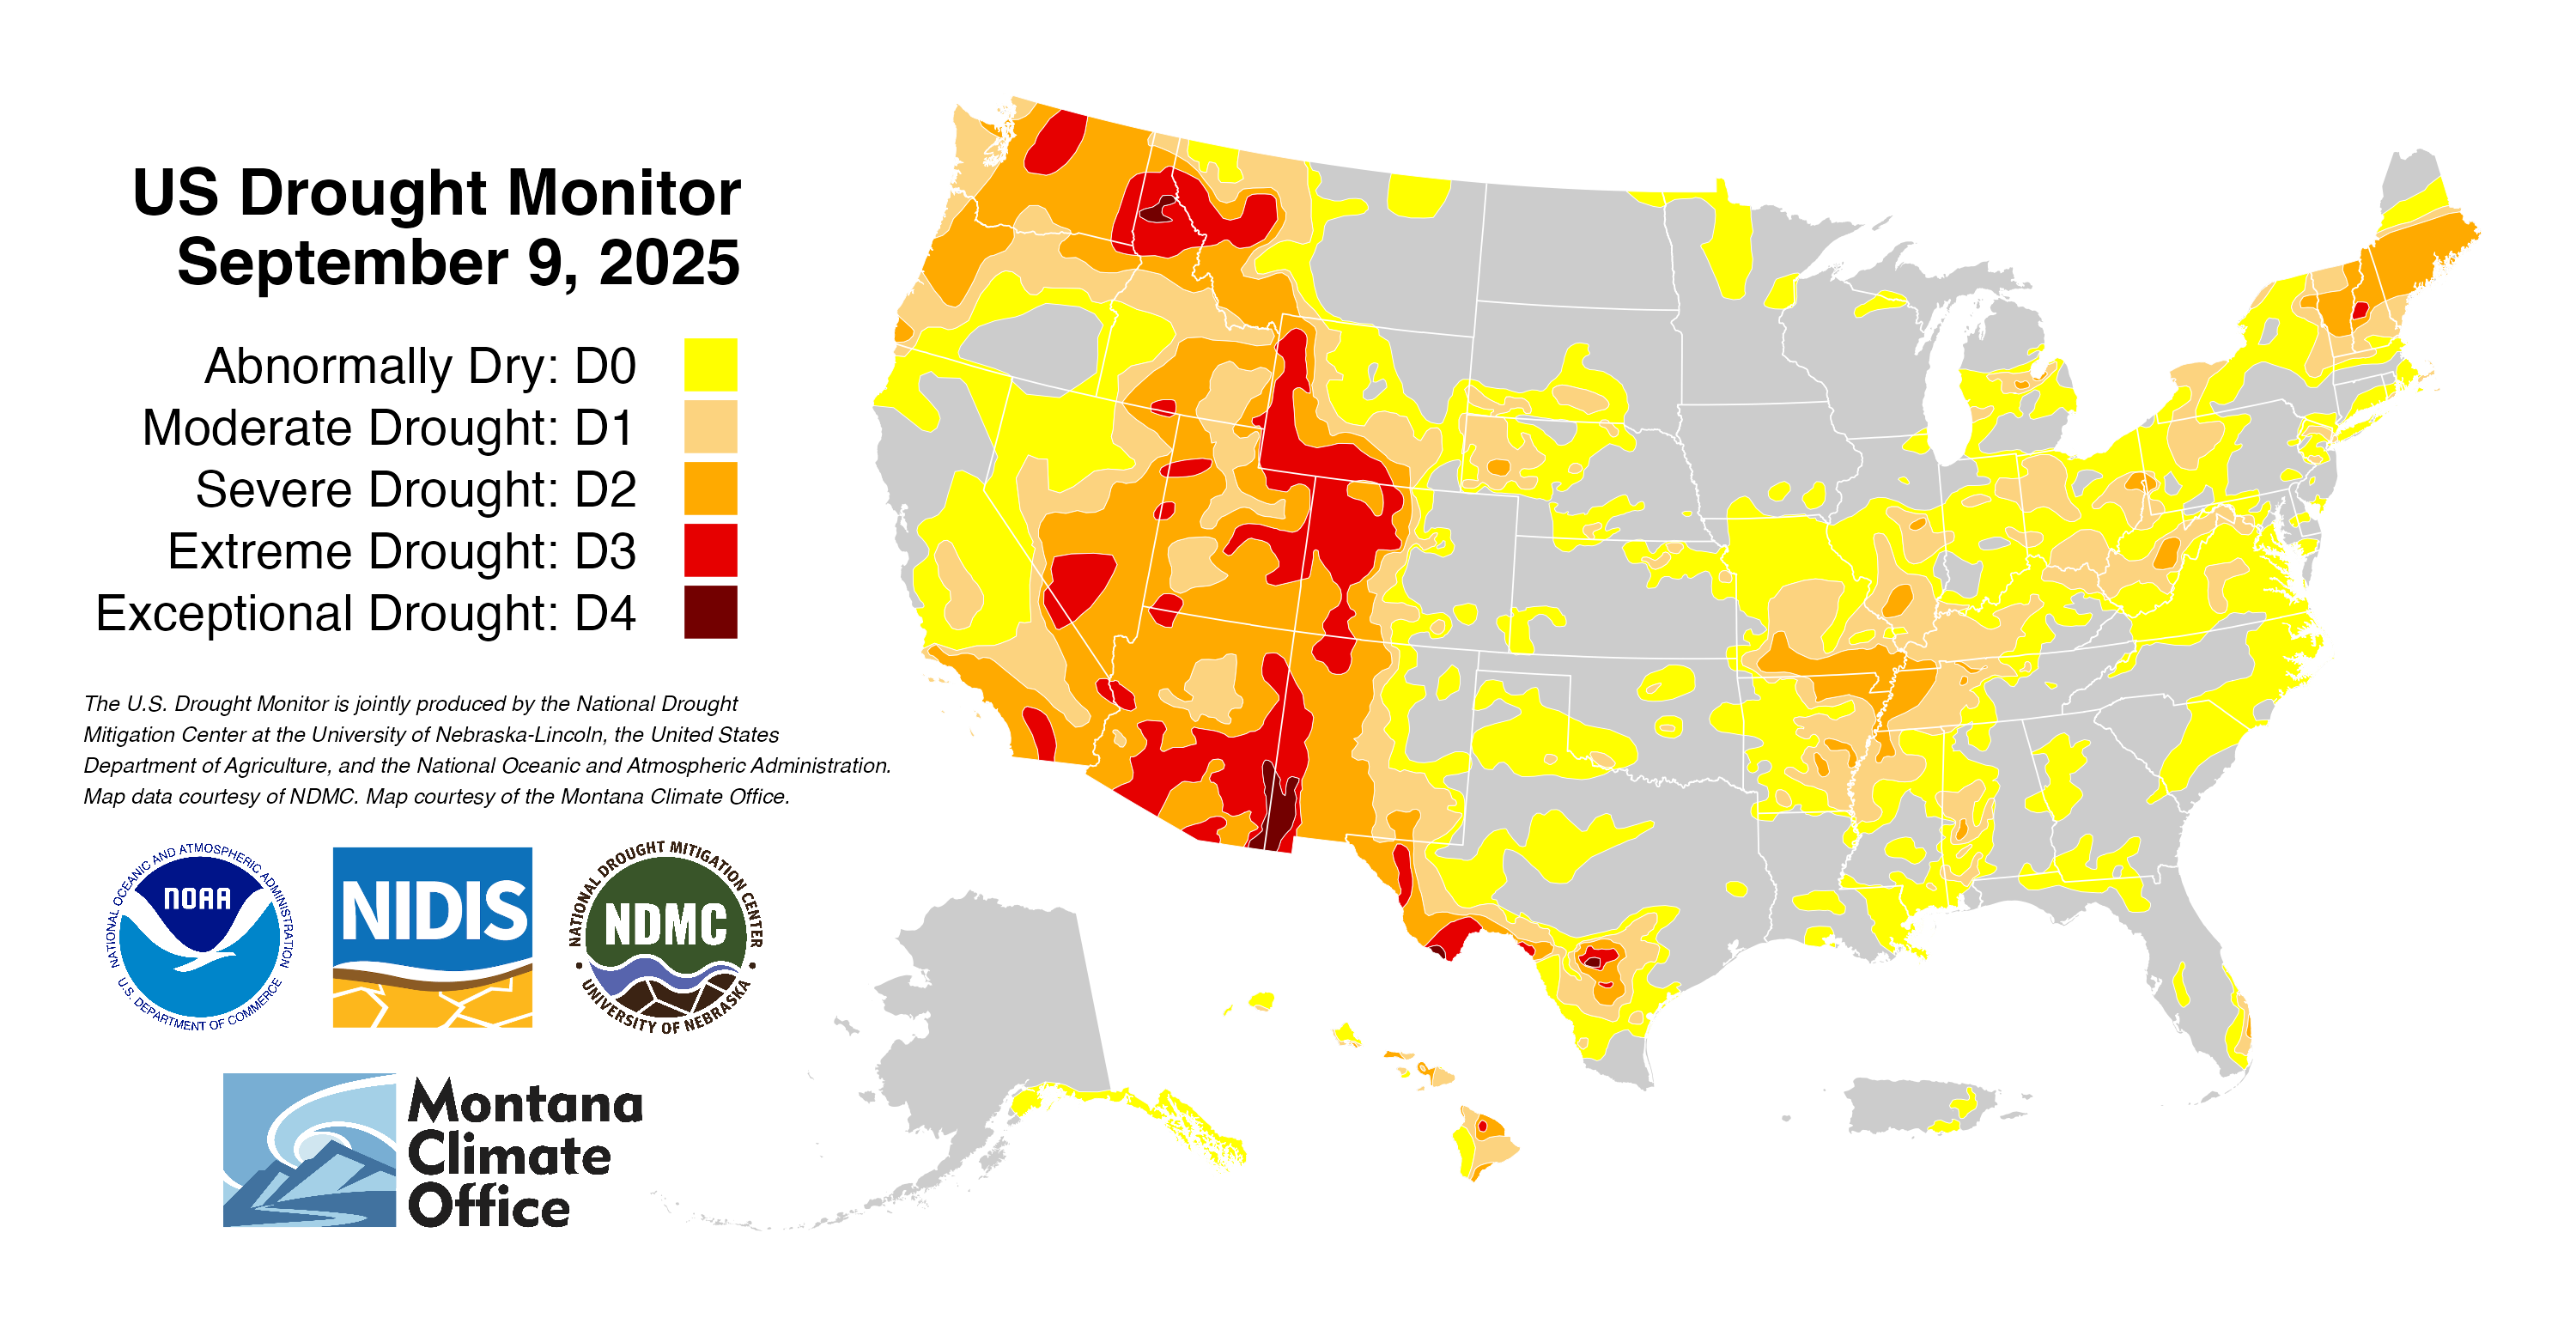 US Drought Monitor
September 9, 2025
Abnormally Dry: D0
Moderate Drought: D1
Severe Drought: D2
Extreme Drought: D3
Exceptional Drought: D4
The U.S. Drought Monitor is jointly produced by the National Drought
Mitigation Center at the University of Nebraska-Lincoln, the United States
Department of Agriculture, and the National Oceanic and Atmospheric Administration.
Map data courtesy of NDMC. Map courtesy of the Montana Climate Office.
NATIONAL OCEANIC AND ATMOSPHERIC ADMINISTRATION
NOAA
U.S. DEPARTMENT OF COMMERCE
NIDIS
NATIONAL DROUGHT MITIGATION CENTER
NDMC
UNIVERSITY OF NEBRASKA
Montana
Climate
Office